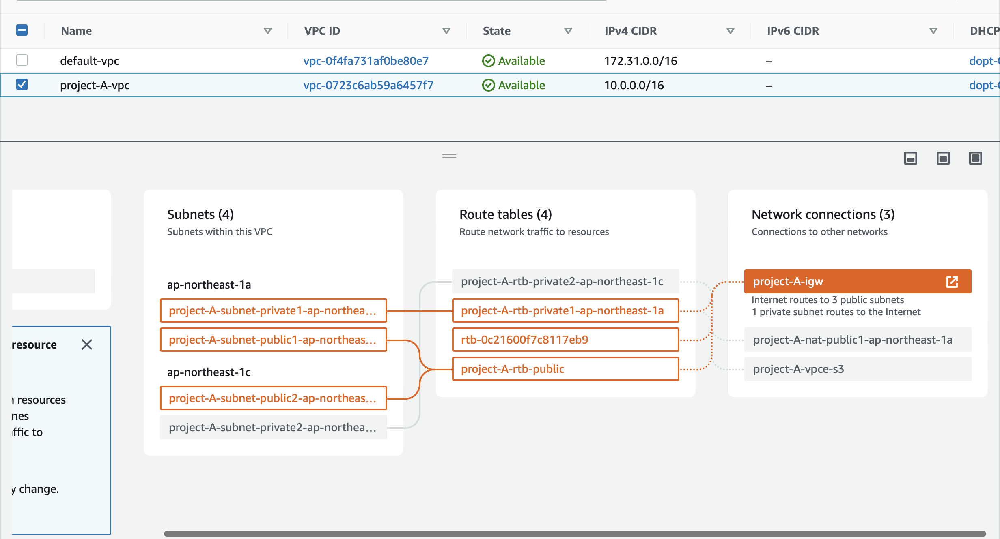 Name VPC ID State IPv4 CIDR IPv6 CIDR DHCP
default-vpc vpc-0f4fa731af0be80e7 Available 172.31.0.0/16 – dopt-
project-A-vpc vpc-0723c6ab59a6457f7 Available 10.0.0.0/16 – dopt-
resource
resources
nes
ffic to
y change.
Subnets (4)
Subnets within this VPC
ap-northeast-1a
project-A-subnet-private1-ap-northea...
project-A-subnet-public1-ap-northeas...
ap-northeast-1c
project-A-subnet-public2-ap-northeas...
project-A-subnet-private2-ap-northea...
Route tables (4)
Route network traffic to resources
project-A-rtb-private2-ap-northeast-1c
project-A-rtb-private1-ap-northeast-1a
rtb-0c21600f7c8117eb9
project-A-rtb-public
Network connections (3)
Connections to other networks
project-A-igw
Internet routes to 3 public subnets
1 private subnet routes to the Internet
project-A-nat-public1-ap-northeast-1a
project-A-vpce-s3